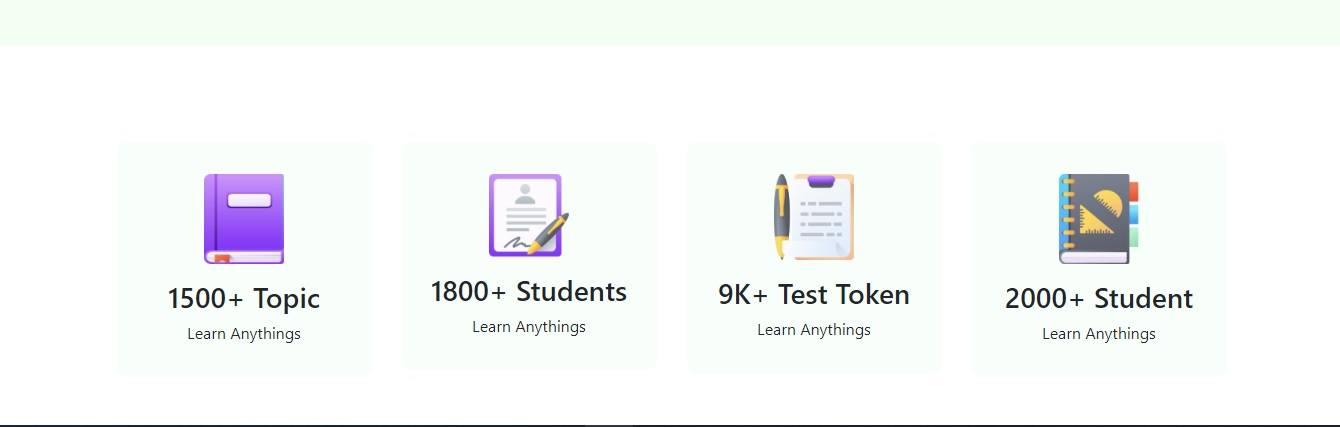 1500+ Topic
Learn Anythings
1800+ Students
Learn Anythings
9K+ Test Token
Learn Anythings
2000+ Student
Learn Anythings